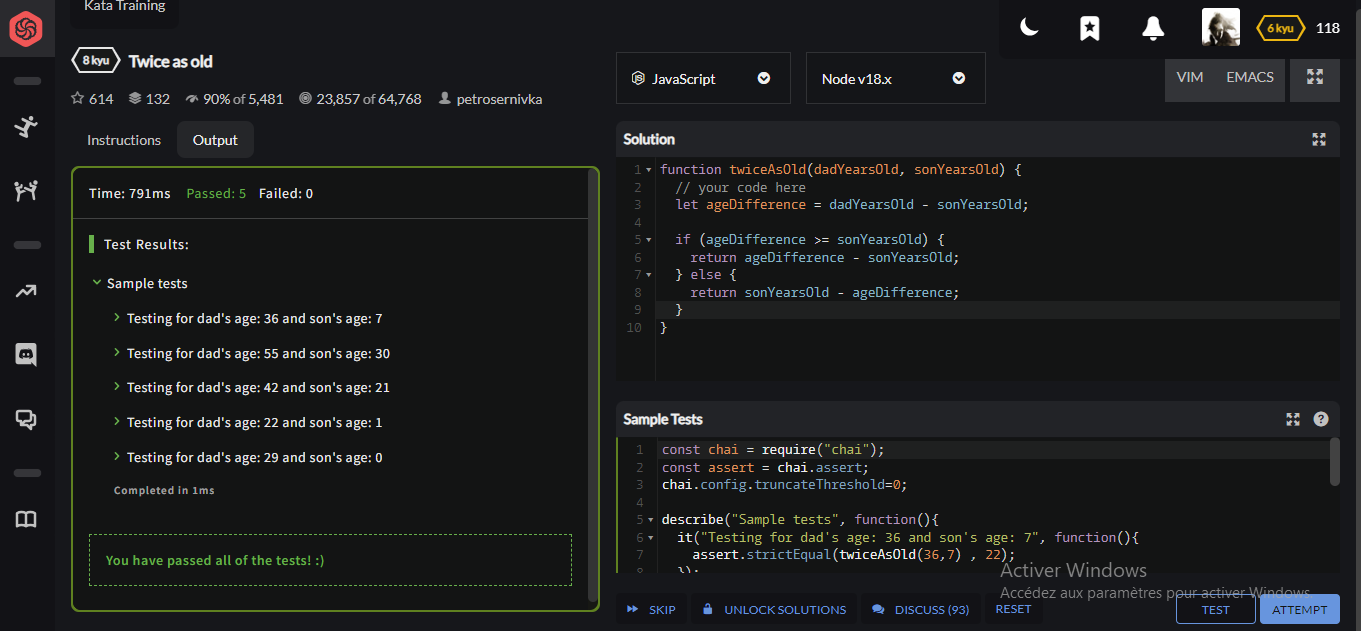 Kata Training
6 kyu 118
8 kyu Twice as old
614 132 90% of 5,481 23,857 of 64,768 petrosernivka
Instructions Output
Time: 791ms Passed: 5 Failed: 0
Test Results:
Sample tests
Testing for dad's age: 36 and son's age: 7
Testing for dad's age: 55 and son's age: 30
Testing for dad's age: 42 and son's age: 21
Testing for dad's age: 22 and son's age: 1
Testing for dad's age: 29 and son's age: 0
Completed in 1ms
You have passed all of the tests! :)
JavaScript Node v18.x VIM EMACS
Solution
1 function twiceAsOld(dadYearsOld, sonYearsOld) {
2 // your code here
3 let ageDifference = dadYearsOld - sonYearsOld;
4
5 if (ageDifference >= sonYearsOld) {
6 return ageDifference - sonYearsOld;
7 } else {
8 return sonYearsOld - ageDifference;
9 }
10 }
Sample Tests ?
1 const chai = require("chai");
2 const assert = chai.assert;
3 chai.config.truncateThreshold=0;
4
5 describe("Sample tests", function(){
6 it("Testing for dad's age: 36 and son's age: 7", function(){
7 assert.strictEqual(twiceAsOld(36,7) , 22);
8 });
Activer Windows
Accédez aux paramètres pour activer Windows.
SKIP UNLOCK SOLUTIONS DISCUSS (93) RESET TEST ATTEMPT